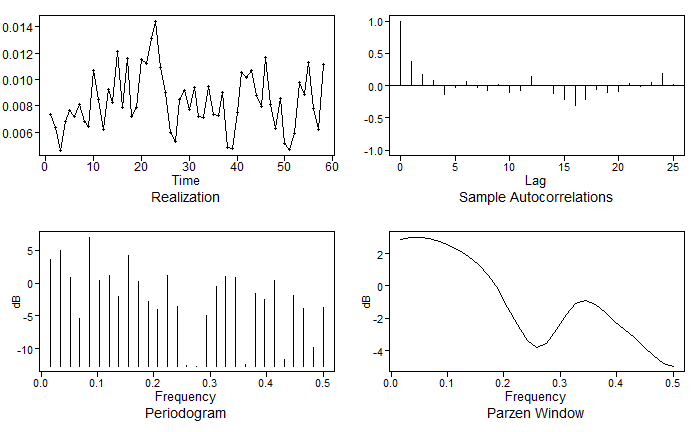 0.014
0.010
0.008
0.006
0 10 20 30 40 50 60
Time
Realization
1.0
0.5
0.0
-0.5
-1.0
0 5 10 15 20 25
Lag
Sample Autocorrelations
5
0
-5
-10
dB
0.0 0.1 0.2 0.3 0.4 0.5
Frequency
Periodogram
2
0
-2
-4
dB
0.0 0.1 0.2 0.3 0.4 0.5
Frequency
Parzen Window